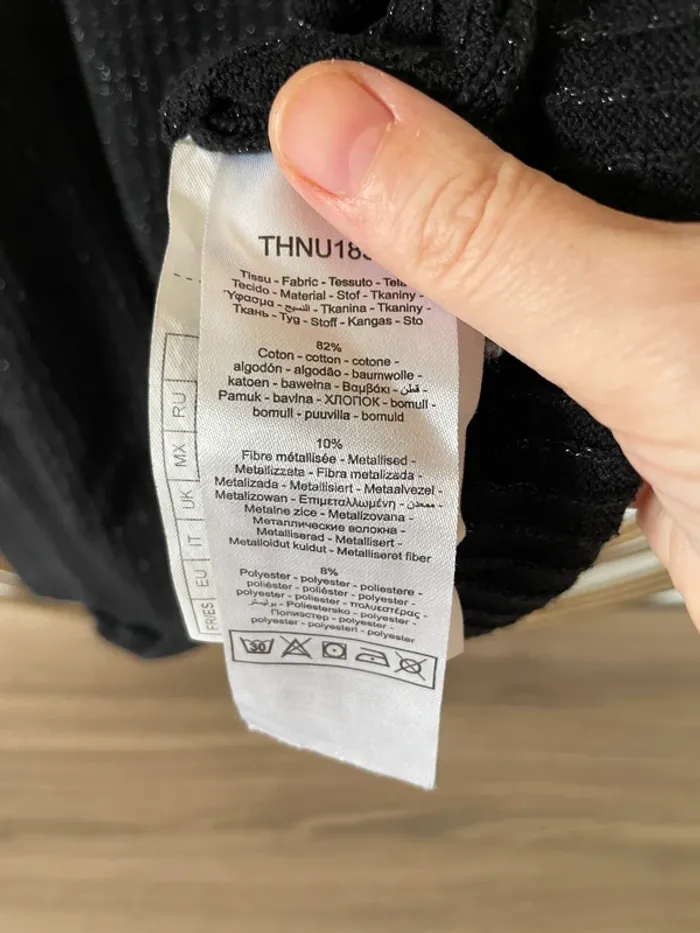 THNU18
Tissu - Fabric - Tessuto - Tela
Tecido - Material - Stof - Tkaniny -
Ύφασμα - النسيج - Tkanina - Tkaniny -
Ткань - Tyg - Stoff - Kangas - Sto
82%
Coton - cotton - cotone -
algodón - algodão - baumwolle -
katoen - bawełna - Βαμβάκι - قطن -
Pamuk - bavlna - ХЛОПОК - bomull -
bomull - puuvilla - bomuld
10%
Fibre métallisée - Metallised -
Metallizzata - Fibra metalizada -
Metalizada - Metallisiert - Metaalvezel -
Metalizowan - Επιμεταλλωμένη - معدن -
Metalne zice - Metalizovana -
Металлические волокна -
Metalliserad - Metallisert -
Metalloidut kuidut - Metalliseret fiber
8%
Polyester - polyester - poliestere -
poliéster - poliéster - polyester -
polyester - poliester - πολυεστέρας -
- Poliestersko - polyester -
Полиэстер - polyester -
polyester - polyesteri - polyester
30
FR/ES | EU | IT | UK | MX | RU